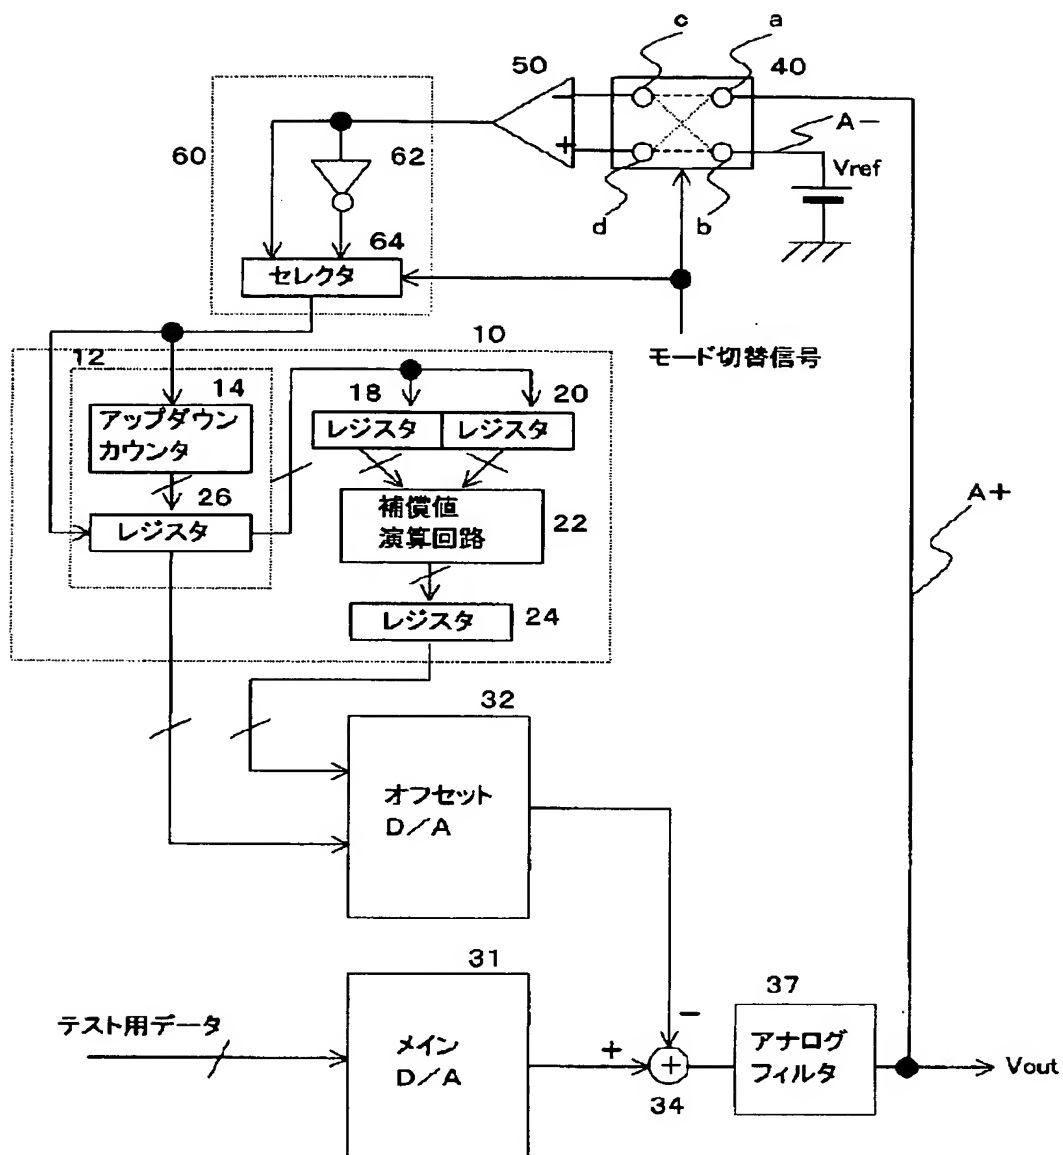 c
a
50
40
A−
60
62
Vref
d
b
64
セレクタ
モード切替信号
10
12
14
18
20
アップダウン
カウンタ
レジスタ
レジスタ
26
A+
レジスタ
補償値
演算回路
22
レジスタ
24
32
オフセット
D/A
31
37
テスト用データ
メイン
D/A
アナログ
フィルタ
Vout
34
−
+
+
−
+